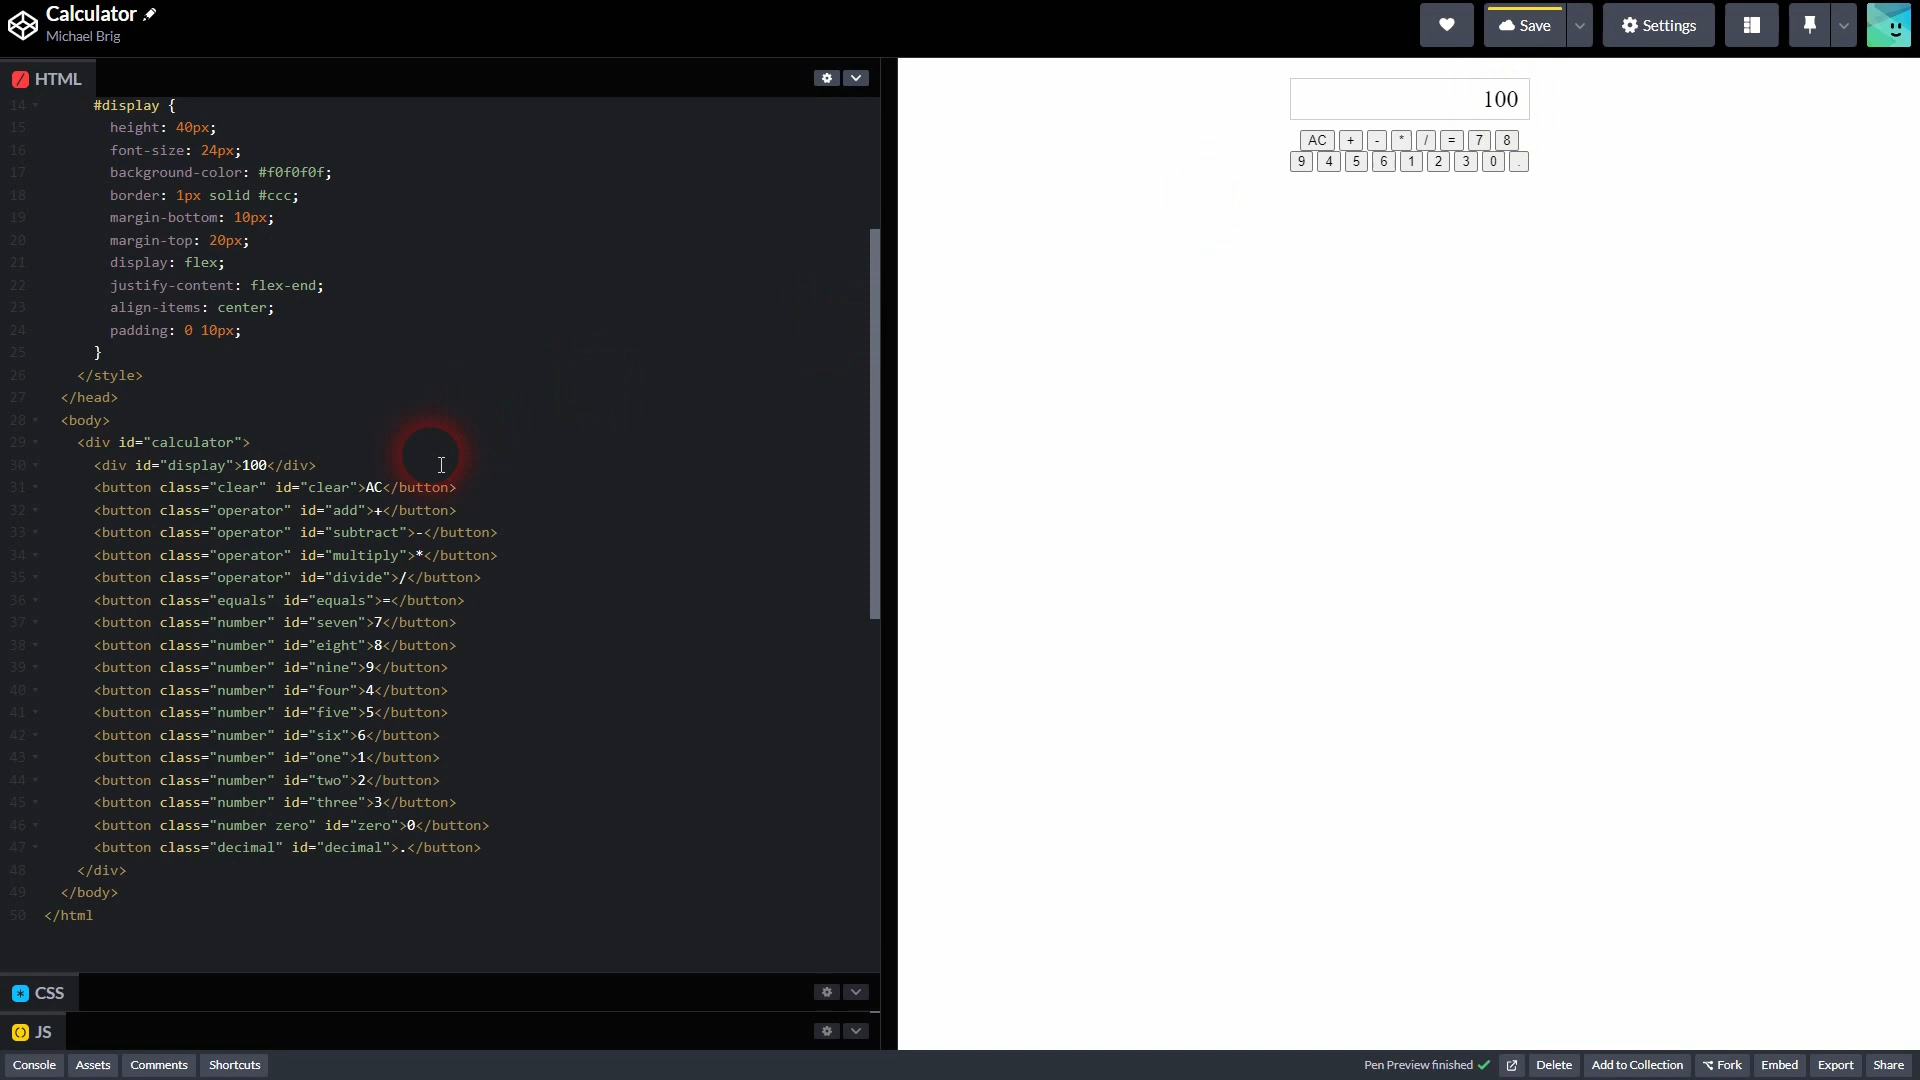 Calculator
Michael Brig
Save
Settings
HTML
14 #display {
15 height: 40px;
16 font-size: 24px;
17 background-color: #f0f0f0f;
18 border: 1px solid #ccc;
19 margin-bottom: 10px;
20 margin-top: 20px;
21 display: flex;
22 justify-content: flex-end;
23 align-items: center;
24 padding: 0 10px;
25 }
26 </style>
27 </head>
28 <body>
29 <div id="calculator">
30 <div id="display">100</div>
31 <button class="clear" id="clear">AC</button>
32 <button class="operator" id="add">+</button>
33 <button class="operator" id="subtract">-</button>
34 <button class="operator" id="multiply">*</button>
35 <button class="operator" id="divide">/</button>
36 <button class="equals" id="equals">=</button>
37 <button class="number" id="seven">7</button>
38 <button class="number" id="eight">8</button>
39 <button class="number" id="nine">9</button>
40 <button class="number" id="four">4</button>
41 <button class="number" id="five">5</button>
42 <button class="number" id="six">6</button>
43 <button class="number" id="one">1</button>
44 <button class="number" id="two">2</button>
45 <button class="number" id="three">3</button>
46 <button class="number zero" id="zero">0</button>
47 <button class="decimal" id="decimal">.</button>
48 </div>
49 </body>
50 </html
100
AC + - * / = 7 8
9 4 5 6 1 2 3 0 .
CSS
JS
Console Assets Comments Shortcuts
Pen Preview finished Delete Add to Collection Fork Embed Export Share